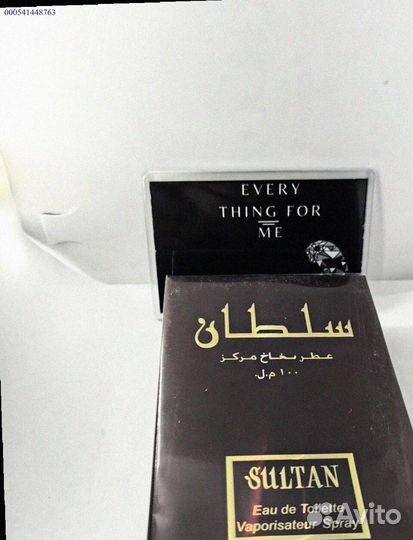 000541448763
EVERY
THING FOR
ME
سلطان
عطر بخاخ مركز
١٠٠ م.ل.
SULTAN
Eau de Toilette
Vaporisateur Spray
Avito